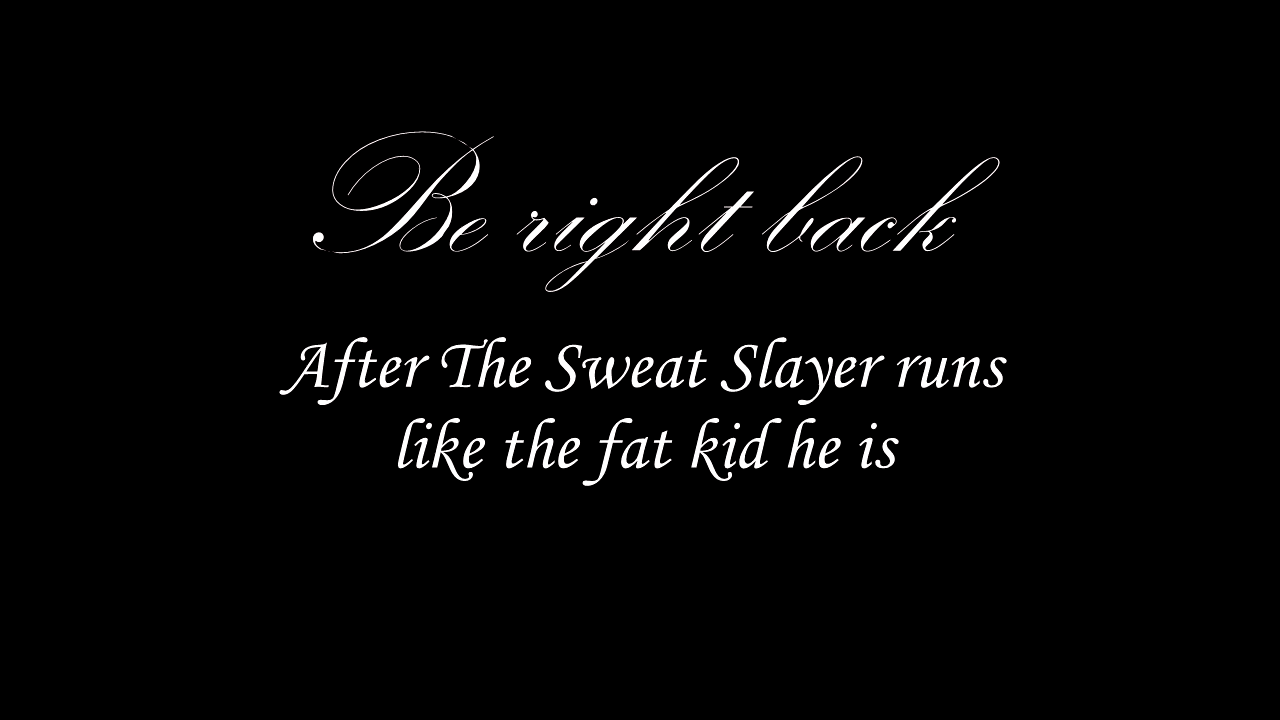 Be right back
After The Sweat Slayer runs
like the fat kid he is